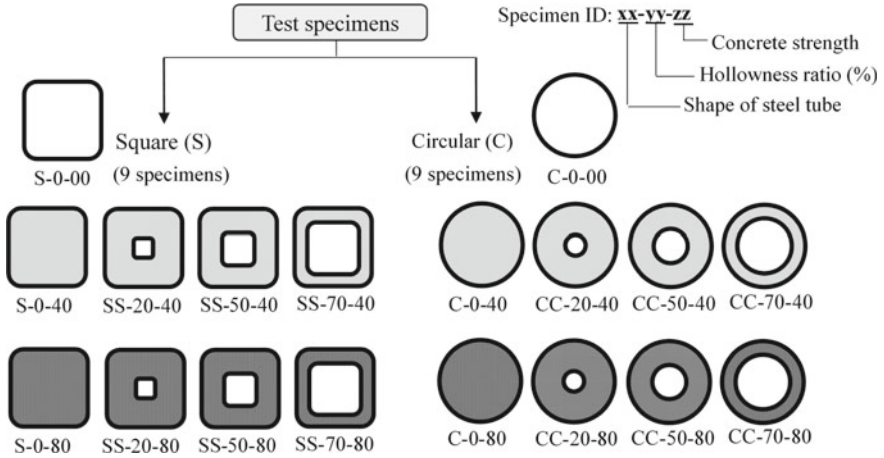 Test specimens
Specimen ID: xx-yy-zz
Concrete strength
Hollowness ratio (%)
Shape of steel tube
Square (S)
(9 specimens)
Circular (C)
(9 specimens)
S-0-00
C-0-00
S-0-40 SS-20-40 SS-50-40 SS-70-40
C-0-40 CC-20-40 CC-50-40 CC-70-40
S-0-80 SS-20-80 SS-50-80 SS-70-80
C-0-80 CC-20-80 CC-50-80 CC-70-80